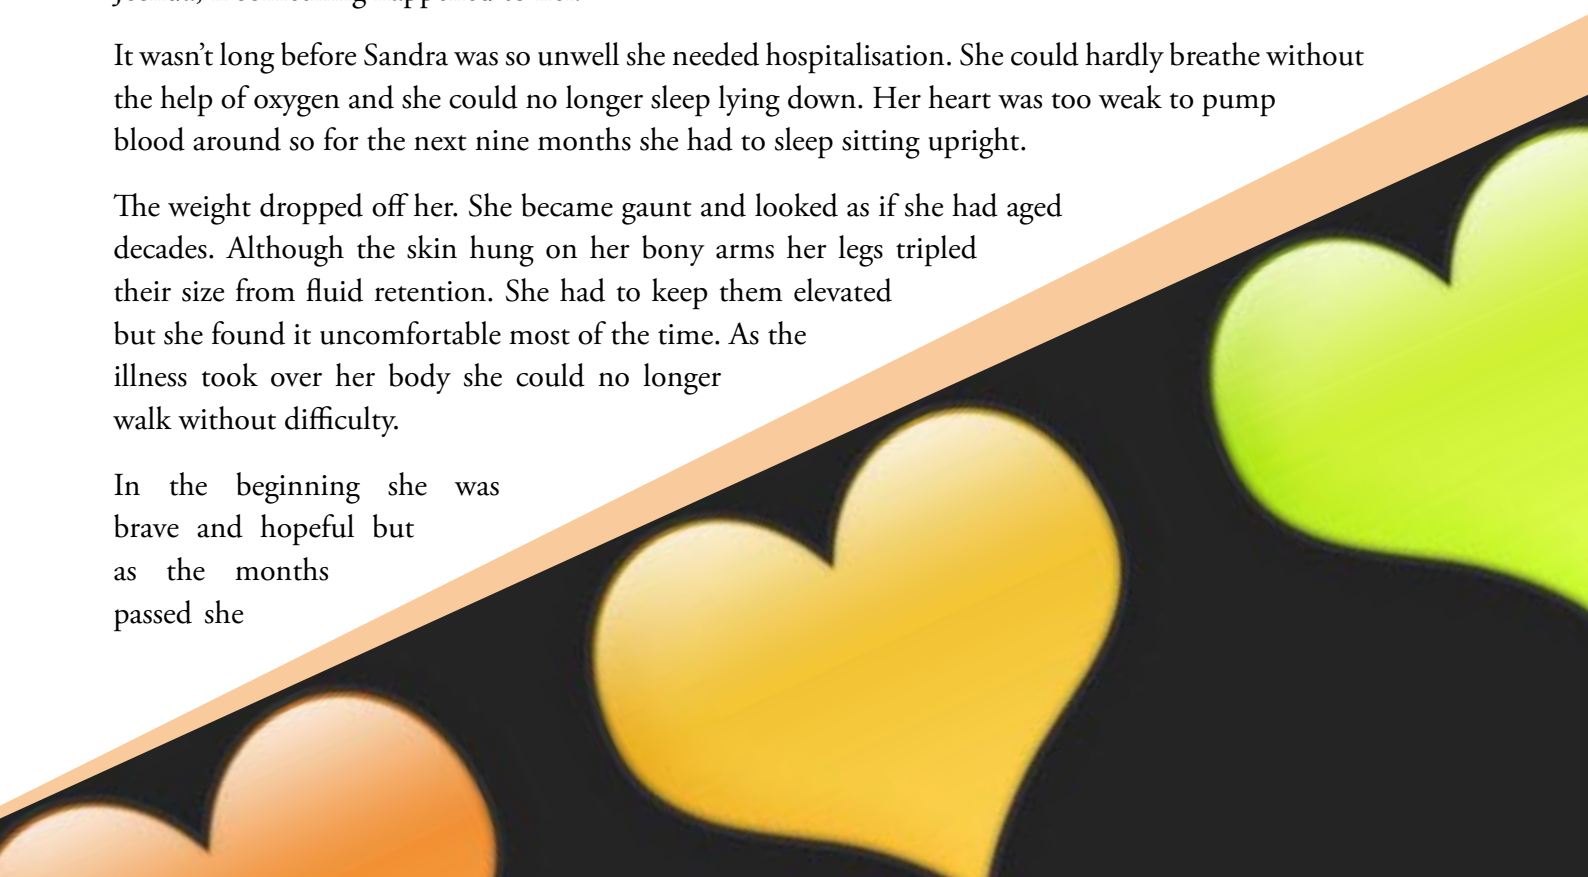 It wasn’t long before Sandra was so unwell she needed hospitalisation. She could hardly breathe without
the help of oxygen and she could no longer sleep lying down. Her heart was too weak to pump
blood around so for the next nine months she had to sleep sitting upright.
The weight dropped off her. She became gaunt and looked as if she had aged
decades. Although the skin hung on her bony arms her legs tripled
their size from fluid retention. She had to keep them elevated
but she found it uncomfortable most of the time. As the
illness took over her body she could no longer
walk without difficulty.
In the beginning she was
brave and hopeful but
as the months
passed she